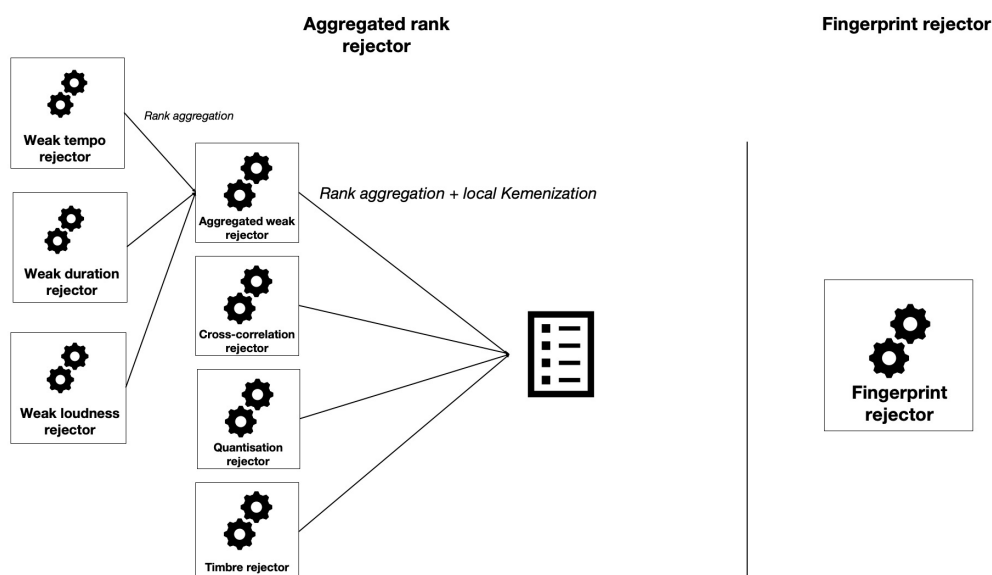 Aggregated rank
rejector
Fingerprint rejector
Weak tempo
rejector
Rank aggregation
Weak duration
rejector
Weak loudness
rejector
Aggregated weak
rejector
Rank aggregation + local Kemenization
Cross-correlation
rejector
Quantisation
rejector
Timbre rejector
Fingerprint
rejector